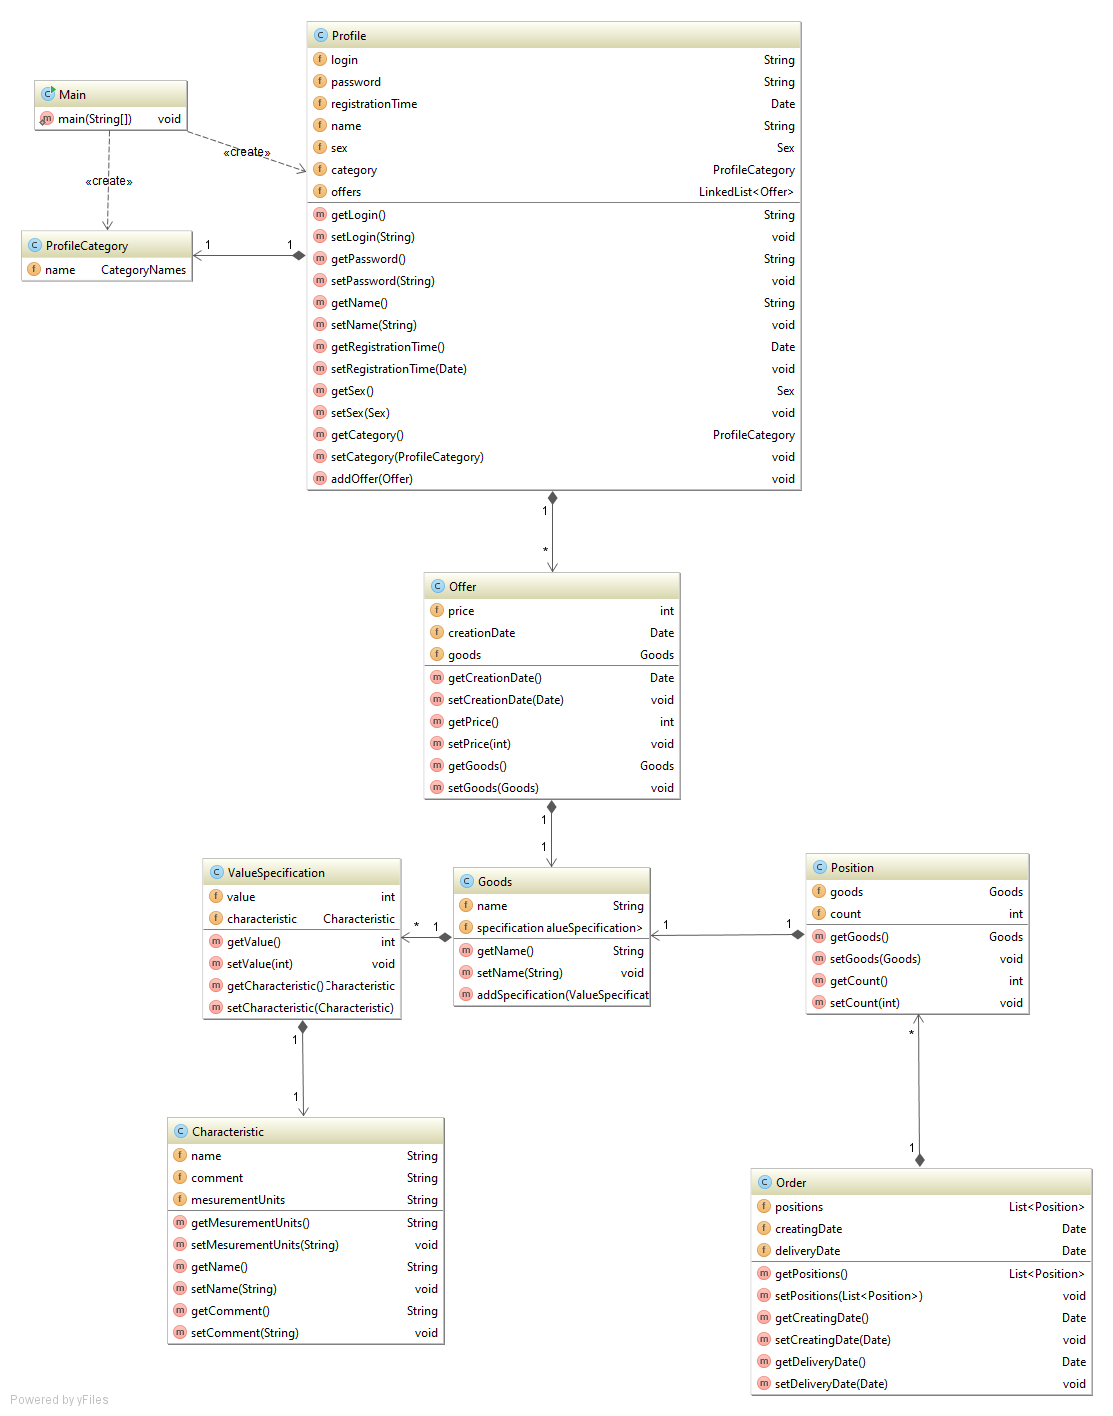 Profile
login String
password String
registrationTime Date
name String
sex Sex
category ProfileCategory
offers LinkedList<Offer>
getLogin() String
setLogin(String) void
getPassword() String
setPassword(String) void
getName() String
setName(String) void
getRegistrationTime() Date
setRegistrationTime(Date) void
getSex() Sex
setSex(Sex) void
getCategory() ProfileCategory
setCategory(ProfileCategory) void
addOffer(Offer) void
Main
main(String[]) void
«create»
«create»
ProfileCategory
name CategoryNames
1 1
1
*
Offer
price int
creationDate Date
goods Goods
getCreationDate() Date
setCreationDate(Date) void
getPrice() int
setPrice(int) void
getGoods() Goods
setGoods(Goods) void
1
1
ValueSpecification
value int
characteristic Characteristic
getValue() int
setValue(int) void
getCharacteristic() Characteristic
setCharacteristic(Characteristic)
* 1
Goods
name String
specification alueSpecification>
getName() String
setName(String) void
addSpecification(ValueSpecificat
1 1
Position
goods Goods
count int
getGoods() Goods
setGoods(Goods) void
getCount() int
setCount(int) void
1
1
*
1
Characteristic
name String
comment String
mesurementUnits String
getMesurementUnits() String
setMesurementUnits(String) void
getName() String
setName(String) void
getComment() String
setComment(String) void
Order
positions List<Position>
creatingDate Date
deliveryDate Date
getPositions() List<Position>
setPositions(List<Position>) void
getCreatingDate() Date
setCreatingDate(Date) void
getDeliveryDate() Date
setDeliveryDate(Date) void
Powered by yFiles